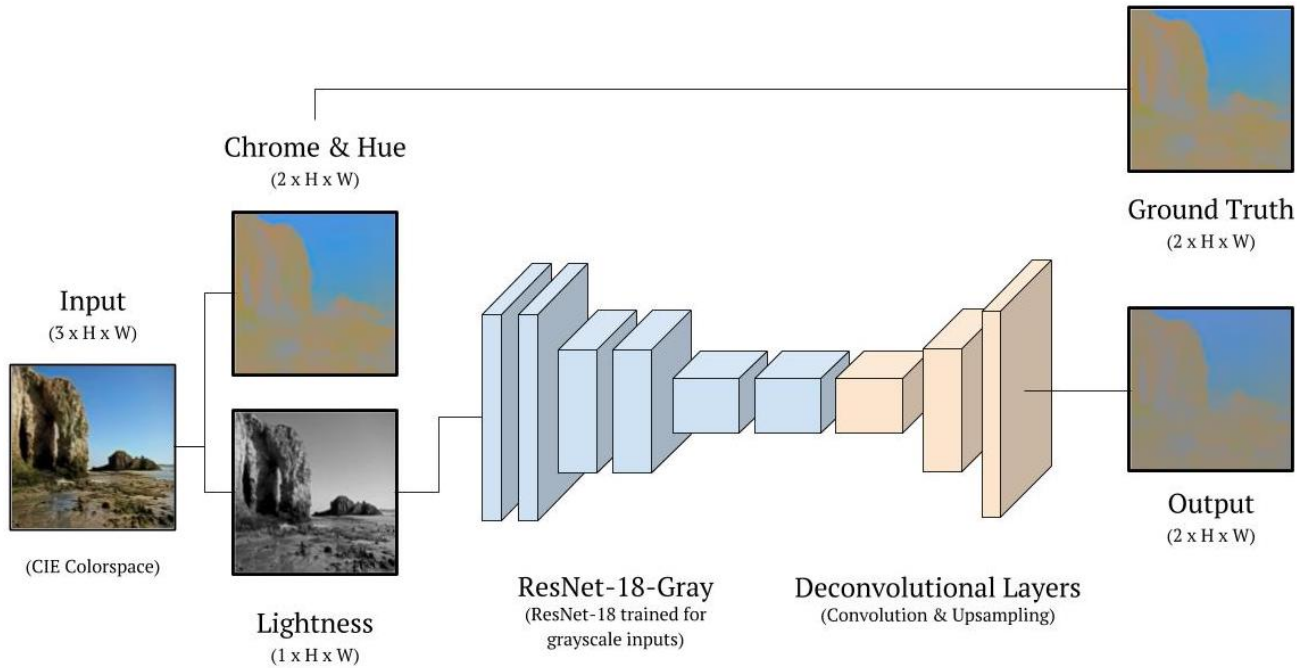 Chrome & Hue
(2 x H x W)
Ground Truth
(2 x H x W)
Input
(3 x H x W)
(CIE Colorspace)
Lightness
(1 x H x W)
ResNet-18-Gray
(ResNet-18 trained for
grayscale inputs)
Deconvolutional Layers
(Convolution & Upsampling)
Output
(2 x H x W)